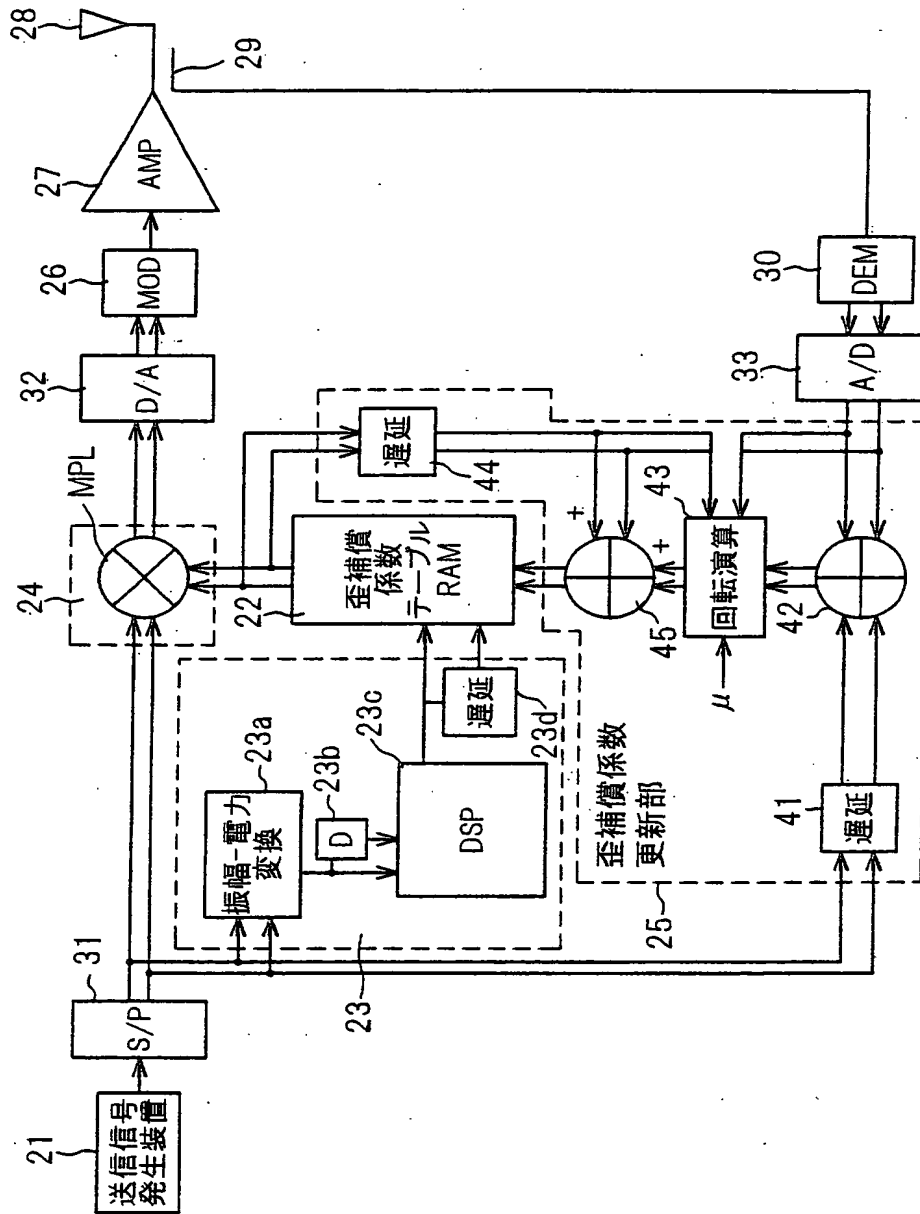 21
送信信号
発生装置
31
S/P
24
MPL
32
D/A
26
MOD
27
AMP
28
29
23
23a
振幅-電力
変換
23b
D
23c
DSP
遅延
23d
22
歪補償
係数
テーブル
RAM
遅延
44
25
歪補償係数
更新部
41
遅延
μ
+
+
45
43
回転演算
42
33
A/D
30
DEM